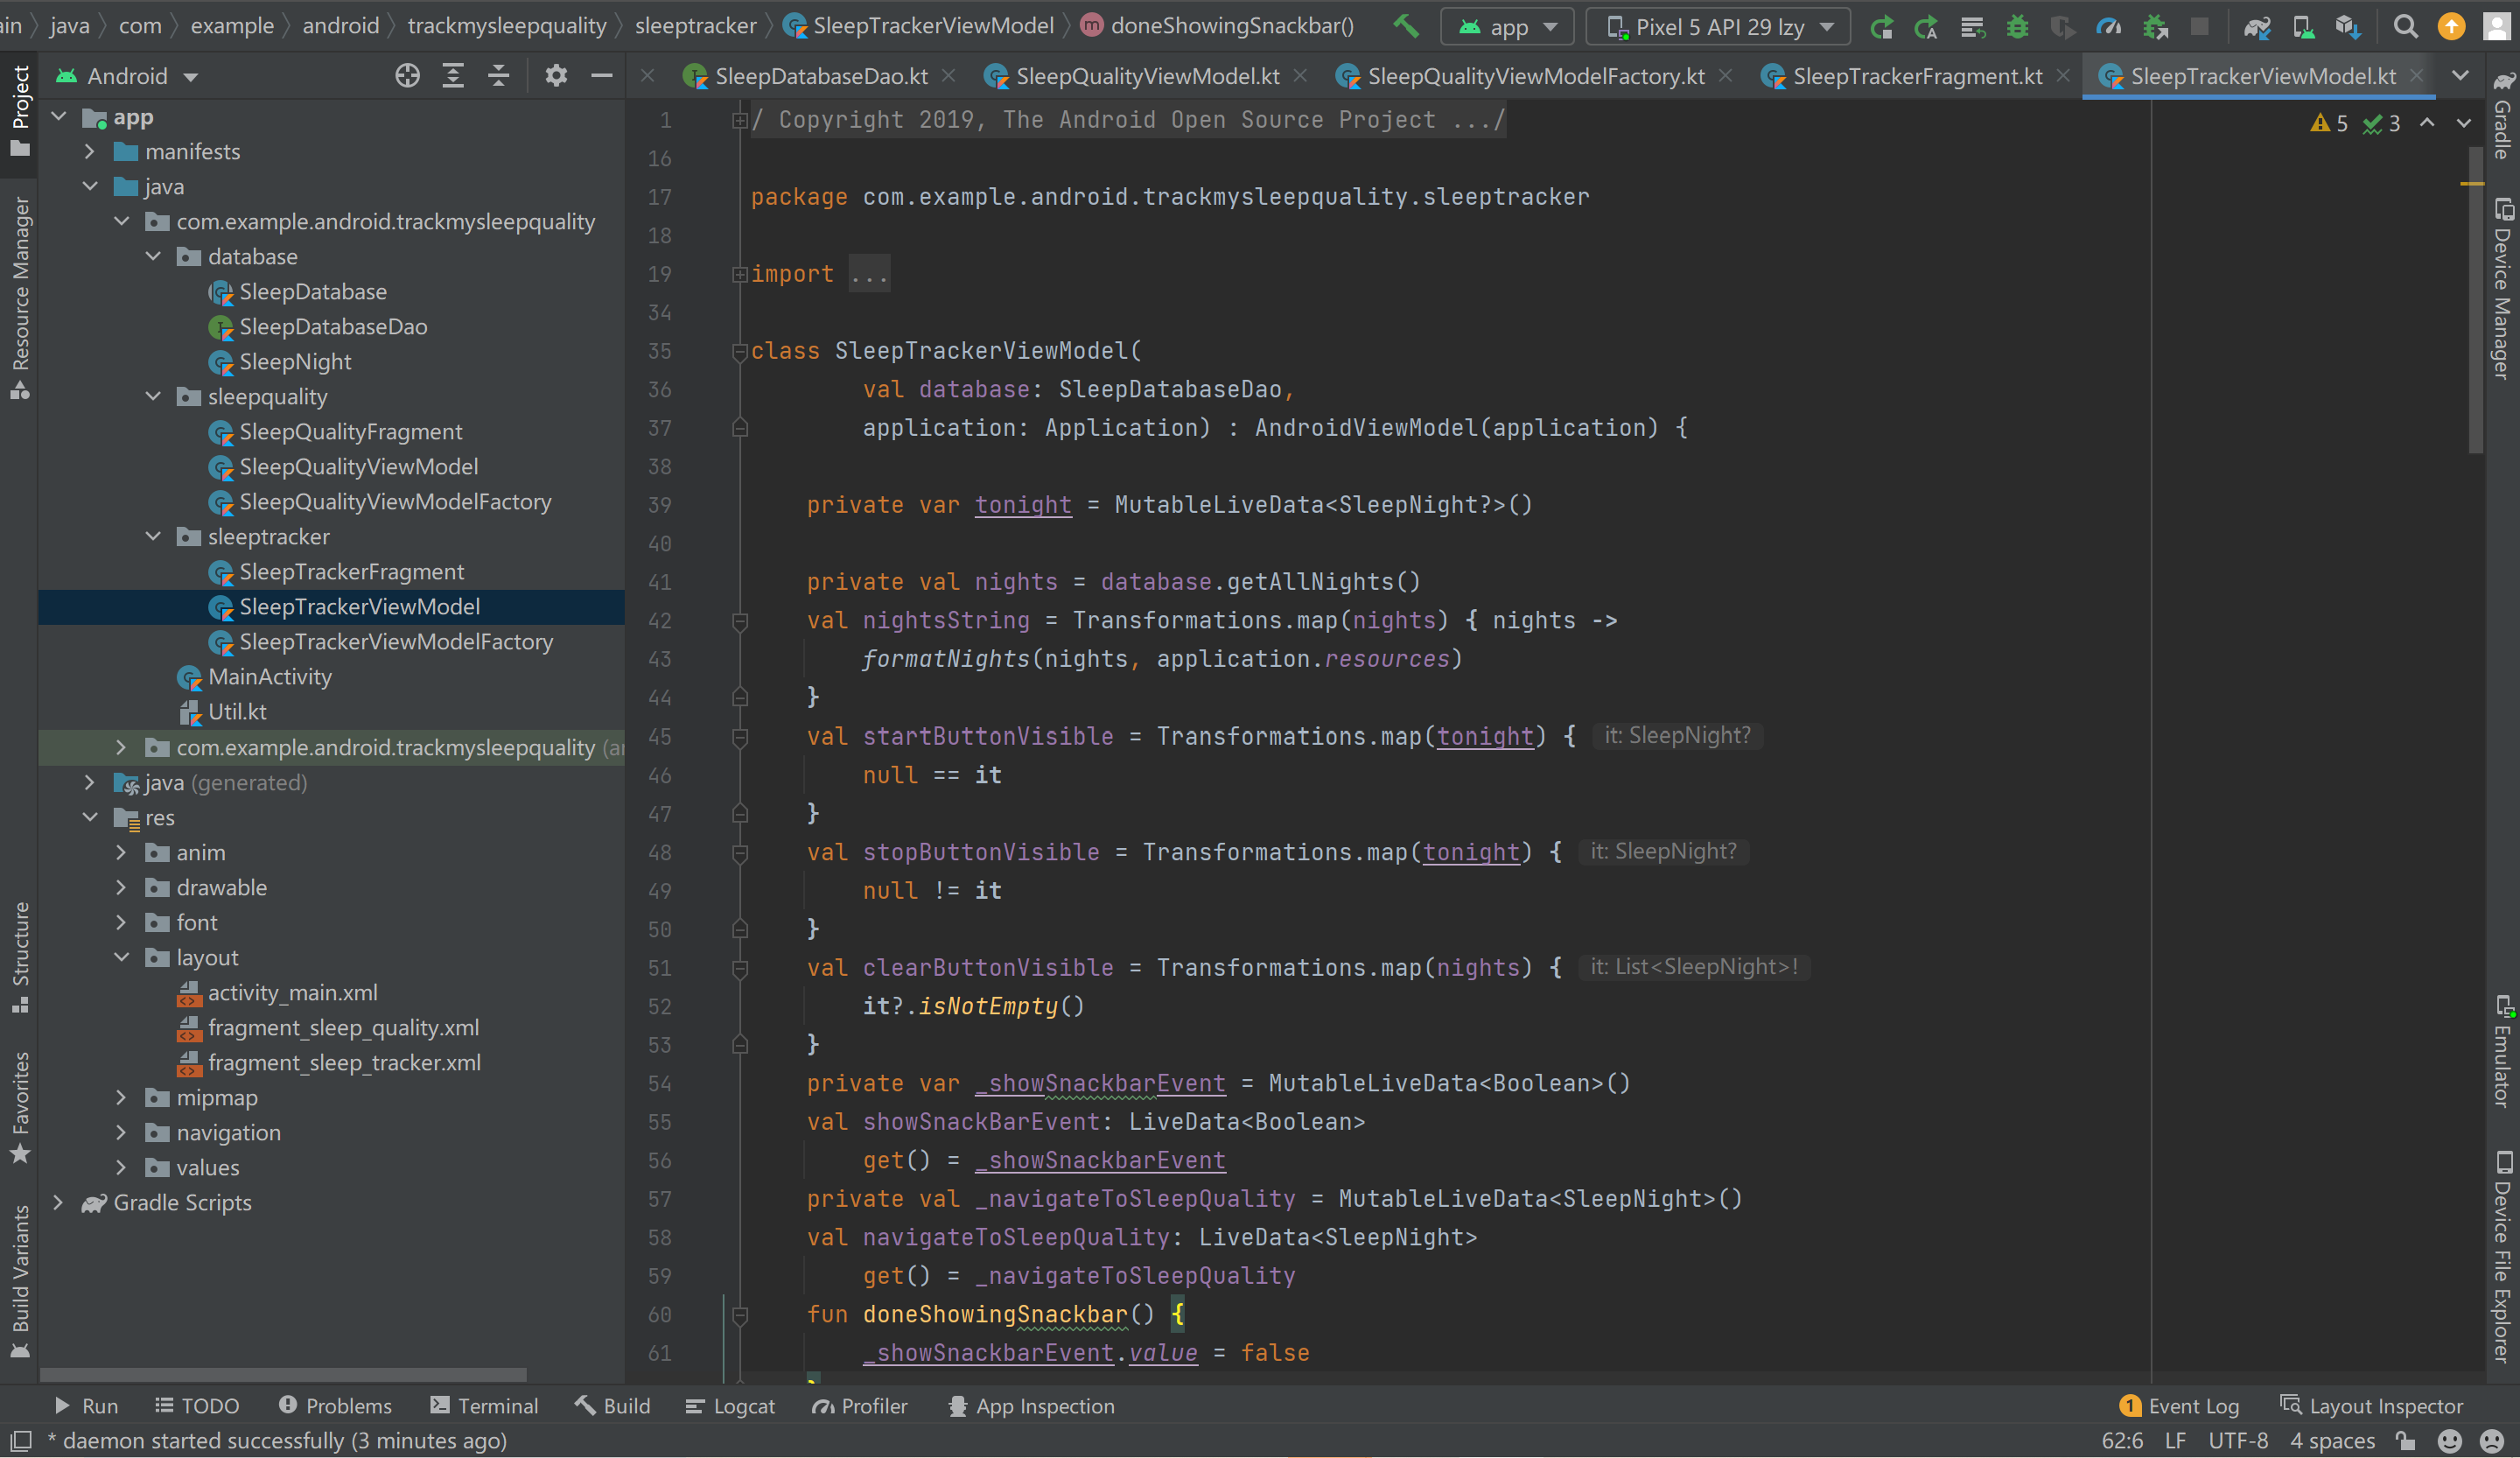 ain 〉 java 〉 com 〉 example 〉 android 〉 trackmysleepquality 〉 sleeptracker 〉 SleepTrackerViewModel 〉 m doneShowingSnackbar() app Pixel 5 API 29 lzy
Android
SleepDatabaseDao.kt SleepQualityViewModel.kt SleepQualityViewModelFactory.kt SleepTrackerFragment.kt SleepTrackerViewModel.kt
Project
Resource Manager
Structure
Favorites
Build Variants
app
manifests
java
com.example.android.trackmysleepquality
database
SleepDatabase
SleepDatabaseDao
SleepNight
sleepquality
SleepQualityFragment
SleepQualityViewModel
SleepQualityViewModelFactory
sleeptracker
SleepTrackerFragment
SleepTrackerViewModel
SleepTrackerViewModelFactory
MainActivity
Util.kt
com.example.android.trackmysleepquality (ar
java (generated)
res
anim
drawable
font
layout
activity_main.xml
fragment_sleep_quality.xml
fragment_sleep_tracker.xml
mipmap
navigation
values
Gradle Scripts
5 3
1 / Copyright 2019, The Android Open Source Project .../
16
17 package com.example.android.trackmysleepquality.sleeptracker
18
19 import ...
34
35 class SleepTrackerViewModel(
36 val database: SleepDatabaseDao,
37 application: Application) : AndroidViewModel(application) {
38
39 private var tonight = MutableLiveData<SleepNight?>()
40
41 private val nights = database.getAllNights()
42 val nightsString = Transformations.map(nights) { nights ->
43 formatNights(nights, application.resources)
44 }
45 val startButtonVisible = Transformations.map(tonight) { it: SleepNight?
46 null == it
47 }
48 val stopButtonVisible = Transformations.map(tonight) { it: SleepNight?
49 null != it
50 }
51 val clearButtonVisible = Transformations.map(nights) { it: List<SleepNight>!
52 it?.isNotEmpty()
53 }
54 private var _showSnackbarEvent = MutableLiveData<Boolean>()
55 val showSnackBarEvent: LiveData<Boolean>
56 get() = _showSnackbarEvent
57 private val _navigateToSleepQuality = MutableLiveData<SleepNight>()
58 val navigateToSleepQuality: LiveData<SleepNight>
59 get() = _navigateToSleepQuality
60 fun doneShowingSnackbar() {
61 _showSnackbarEvent.value = false
Gradle
Device Manager
Emulator
Device File Explorer
Run TODO Problems Terminal Build Logcat Profiler App Inspection 1 Event Log Layout Inspector
* daemon started successfully (3 minutes ago) 62:6 LF UTF-8 4 spaces